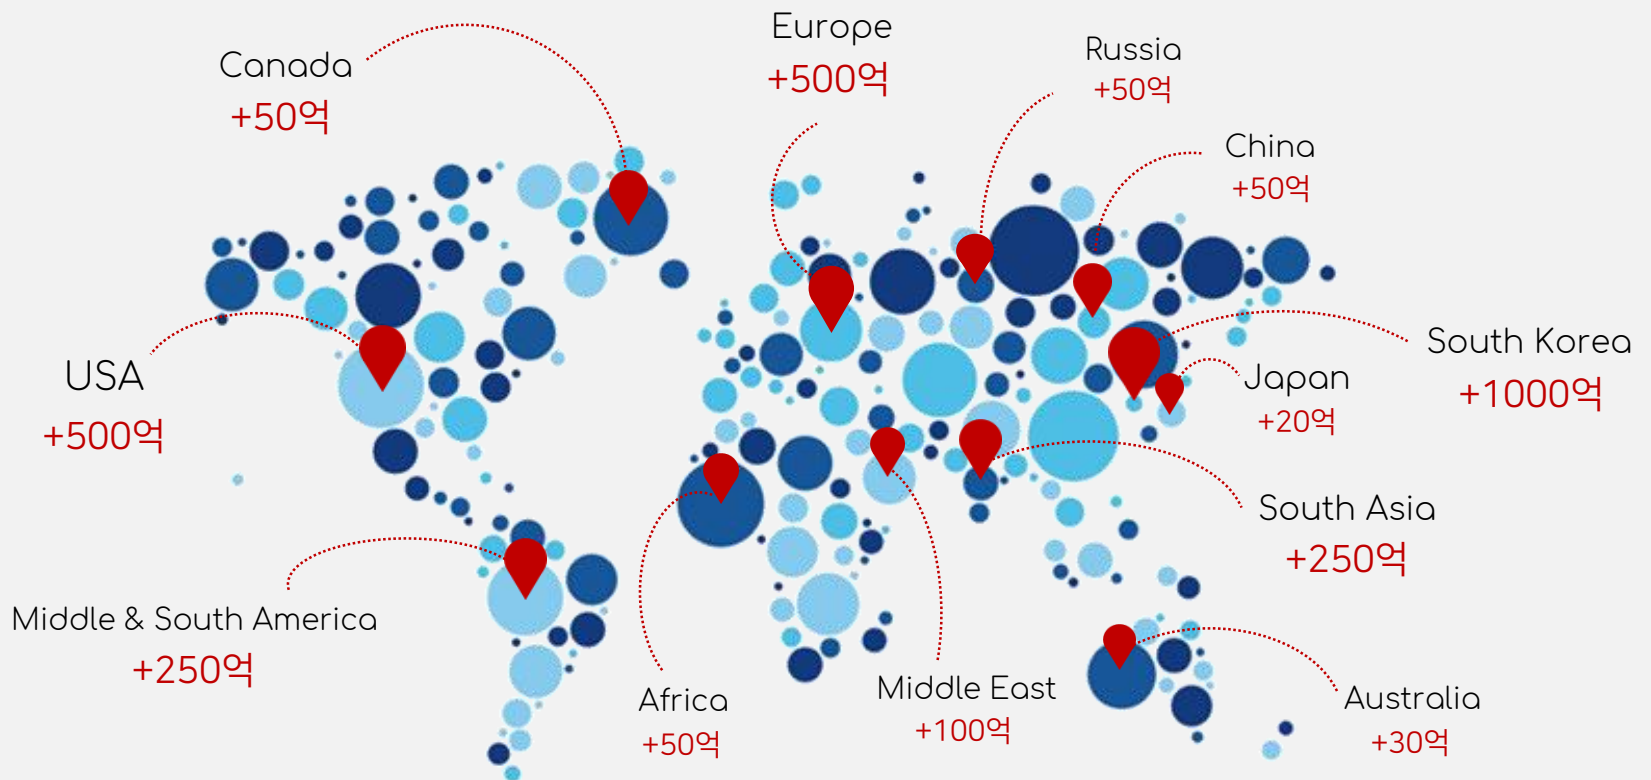 Canada
+50억
Europe
+500억
Russia
+50억
China
+50억
USA
+500억
South Korea
+1000억
Japan
+20억
South Asia
+250억
Middle & South America
+250억
Africa
+50억
Middle East
+100억
Australia
+30억